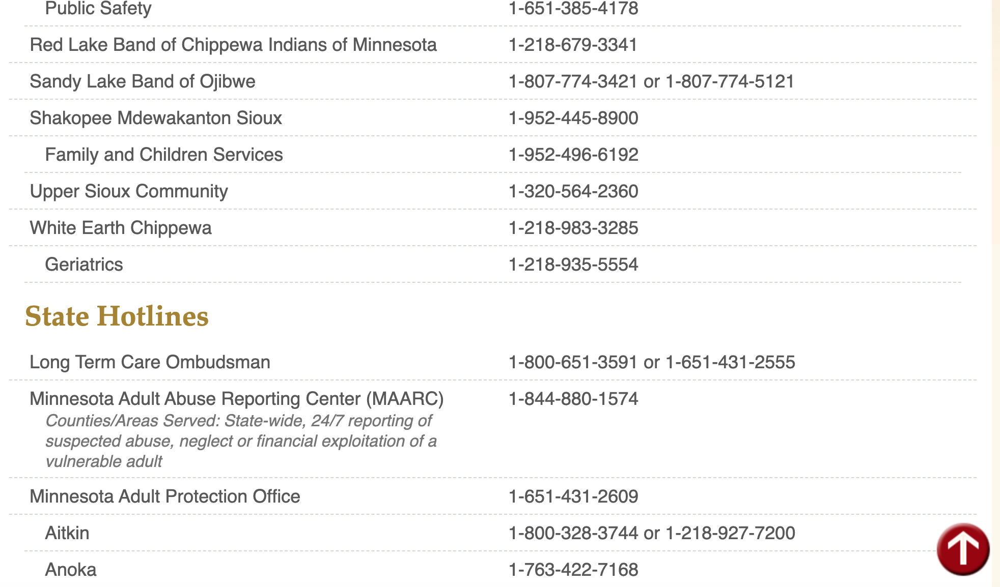 Public Safety 1-651-385-4178
Red Lake Band of Chippewa Indians of Minnesota 1-218-679-3341
Sandy Lake Band of Ojibwe 1-807-774-3421 or 1-807-774-5121
Shakopee Mdewakanton Sioux 1-952-445-8900
Family and Children Services 1-952-496-6192
Upper Sioux Community 1-320-564-2360
White Earth Chippewa 1-218-983-3285
Geriatrics 1-218-935-5554
State Hotlines
Long Term Care Ombudsman 1-800-651-3591 or 1-651-431-2555
Minnesota Adult Abuse Reporting Center (MAARC) 1-844-880-1574
Counties/Areas Served: State-wide, 24/7 reporting of
suspected abuse, neglect or financial exploitation of a
vulnerable adult
Minnesota Adult Protection Office 1-651-431-2609
Aitkin 1-800-328-3744 or 1-218-927-7200
Anoka 1-763-422-7168